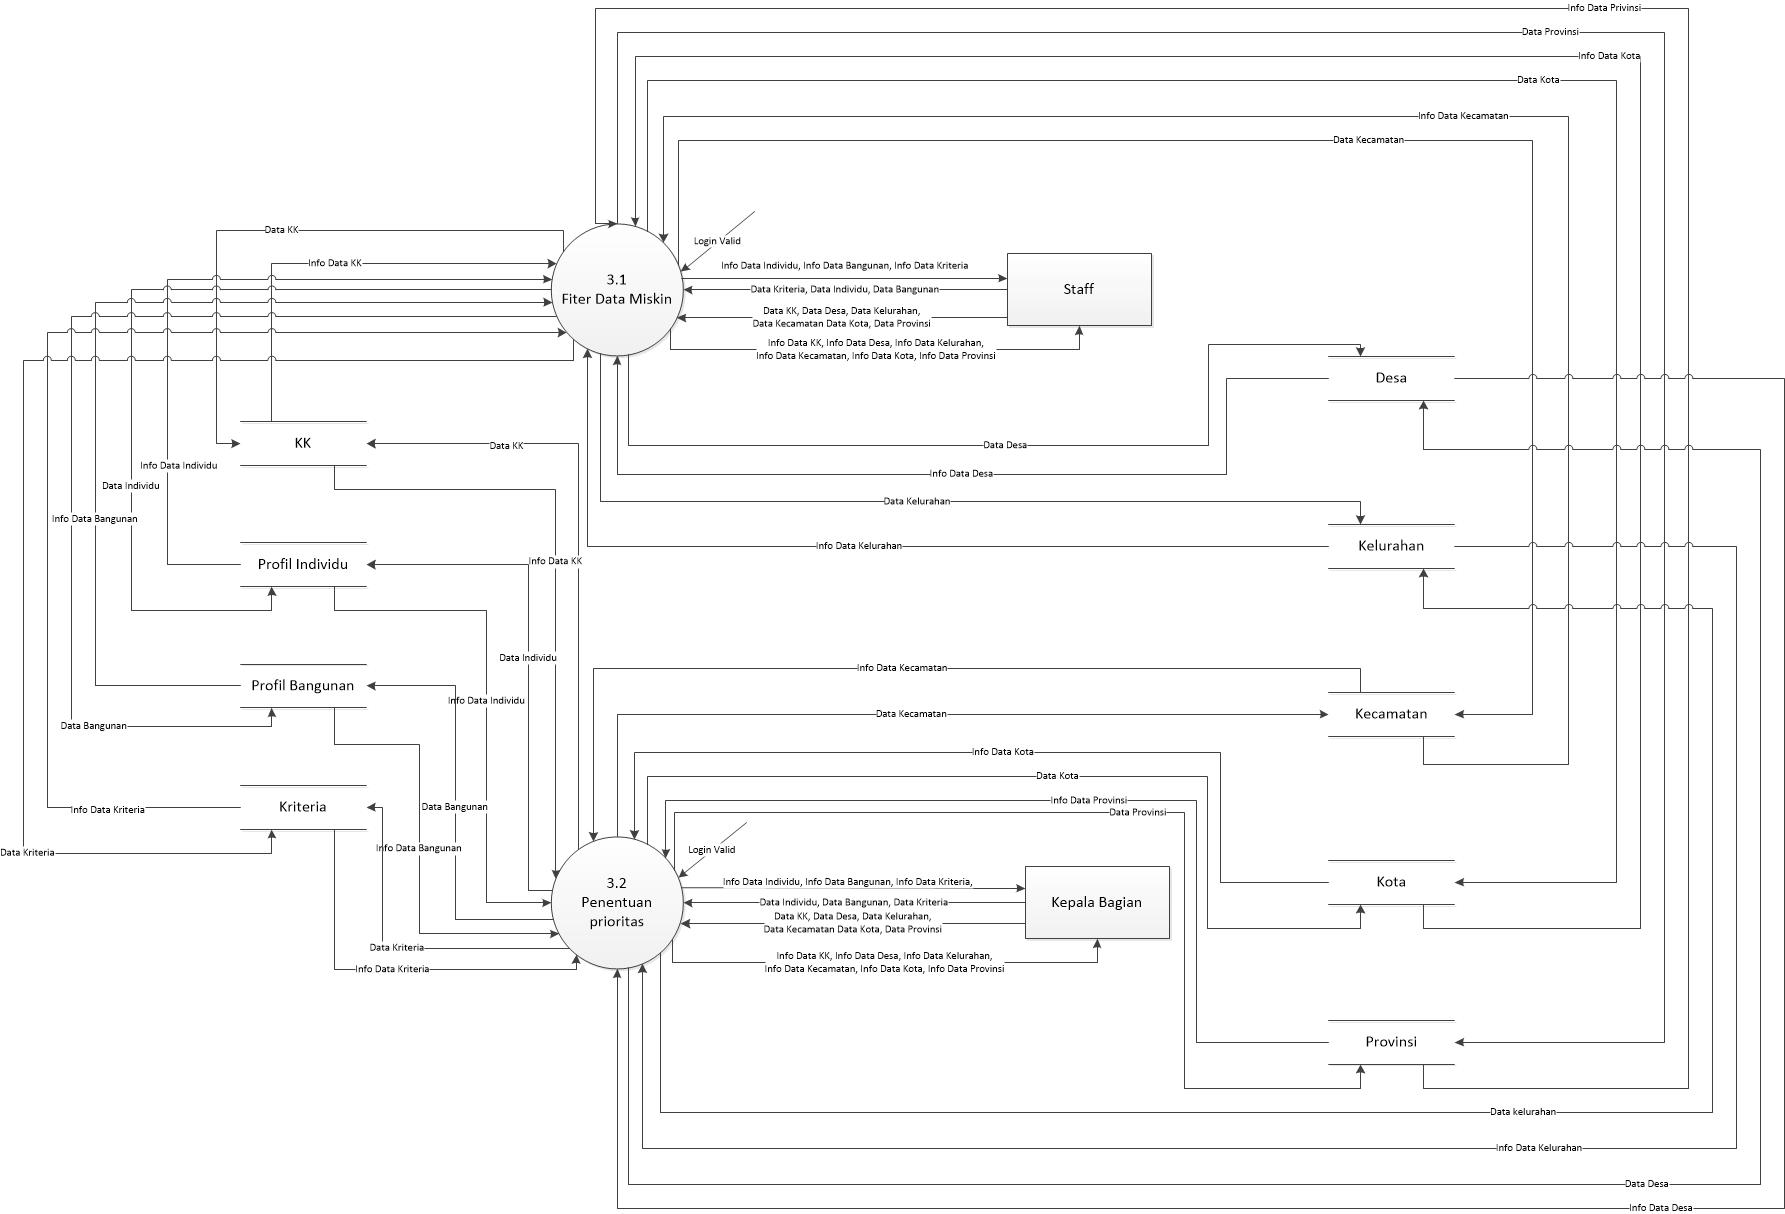 Info Data Privinsi
Data Provinsi
Info Data Kota
Data Kota
Info Data Kecamatan
Data Kecamatan
Data KK
Info Data KK
Login Valid
3.1
Fiter Data Miskin
Info Data Individu, Info Data Bangunan, Info Data Kriteria
Data Kriteria, Data Individu, Data Bangunan
Data KK, Data Desa, Data Kelurahan,
Data Kecamatan Data Kota, Data Provinsi
Info Data KK, Info Data Desa, Info Data Kelurahan,
Info Data Kecamatan, Info Data Kota, Info Data Provinsi
Staff
Desa
KK
Data KK
Data Desa
Info Data Individu
Info Data Desa
Data Individu
Data Kelurahan
Info Data Bangunan
Info Data Kelurahan
Kelurahan
Profil Individu
Info Data KK
Data Individu
Info Data Kecamatan
Profil Bangunan
Info Data Individu
Data Kecamatan
Kecamatan
Data Bangunan
Info Data Kota
Data Kota
Info Data Provinsi
Data Provinsi
Kriteria
Info Data Kriteria
Data Bangunan
Data Kriteria
Info Data Bangunan
Login Valid
3.2
Penentuan
prioritas
Info Data Individu, Info Data Bangunan, Info Data Kriteria,
Data Individu, Data Bangunan, Data Kriteria
Data KK, Data Desa, Data Kelurahan,
Data Kecamatan Data Kota, Data Provinsi
Info Data KK, Info Data Desa, Info Data Kelurahan,
Info Data Kecamatan, Info Data Kota, Info Data Provinsi
Kepala Bagian
Kota
Data Kriteria
Info Data Kriteria
Provinsi
Data kelurahan
Info Data Kelurahan
Data Desa
Info Data Desa